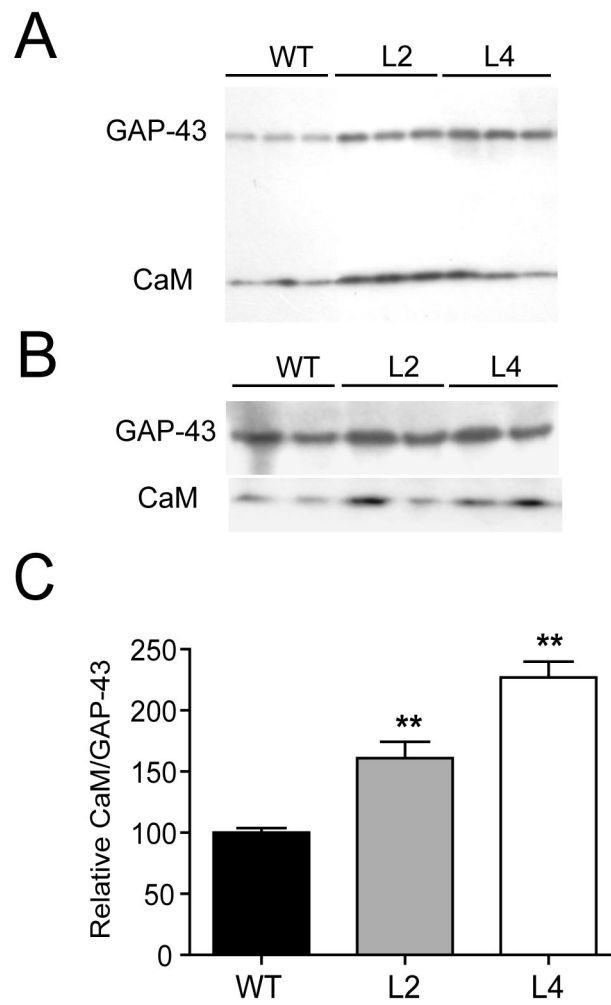 A
WT L2 L4
GAP-43
CaM
B
WT L2 L4
GAP-43
CaM
C
Relative CaM/GAP-43
250
200
150
100
50
0
**
**
WT L2 L4